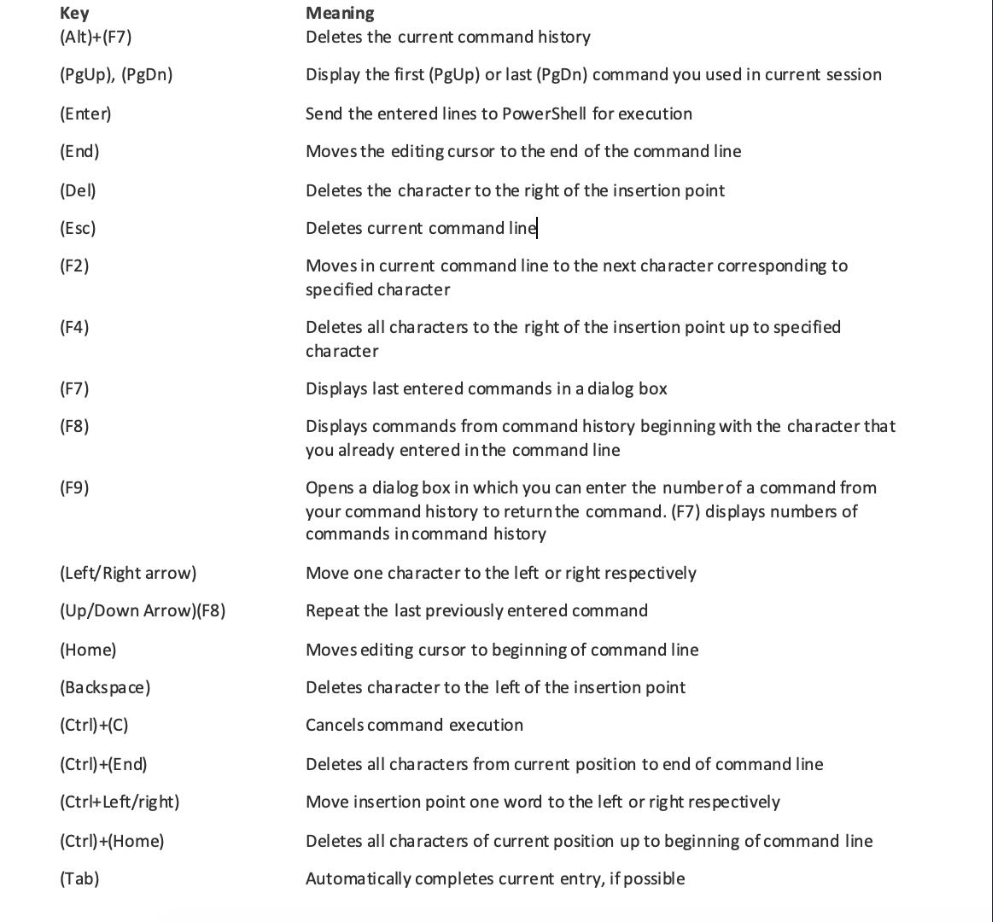 Key Meaning
(Alt)+(F7) Deletes the current command history
(PgUp), (PgDn) Display the first (PgUp) or last (PgDn) command you used in current session
(Enter) Send the entered lines to PowerShell for execution
(End) Moves the editing cursor to the end of the command line
(Del) Deletes the character to the right of the insertion point
(Esc) Deletes current command line
(F2) Moves in current command line to the next character corresponding to
specified character
(F4) Deletes all characters to the right of the insertion point up to specified
character
(F7) Displays last entered commands in a dialog box
(F8) Displays commands from command history beginning with the character that
you already entered in the command line
(F9) Opens a dialog box in which you can enter the number of a command from
your command history to return the command. (F7) displays numbers of
commands in command history
(Left/Right arrow) Move one character to the left or right respectively
(Up/Down Arrow)(F8) Repeat the last previously entered command
(Home) Moves editing cursor to beginning of command line
(Backspace) Deletes character to the left of the insertion point
(Ctrl)+(C) Cancels command execution
(Ctrl)+(End) Deletes all characters from current position to end of command line
(Ctrl+Left/right) Move insertion point one word to the left or right respectively
(Ctrl)+(Home) Deletes all characters of current position up to beginning of command line
(Tab) Automatically completes current entry, if possible